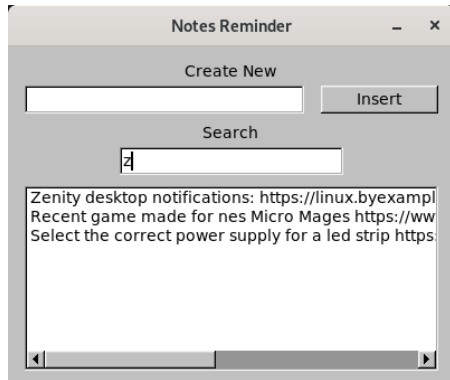 Notes Reminder
Create New
Insert
Search
z
Zenity desktop notifications: https://linux.byexampl
Recent game made for nes Micro Mages https://ww
Select the correct power supply for a led strip https: